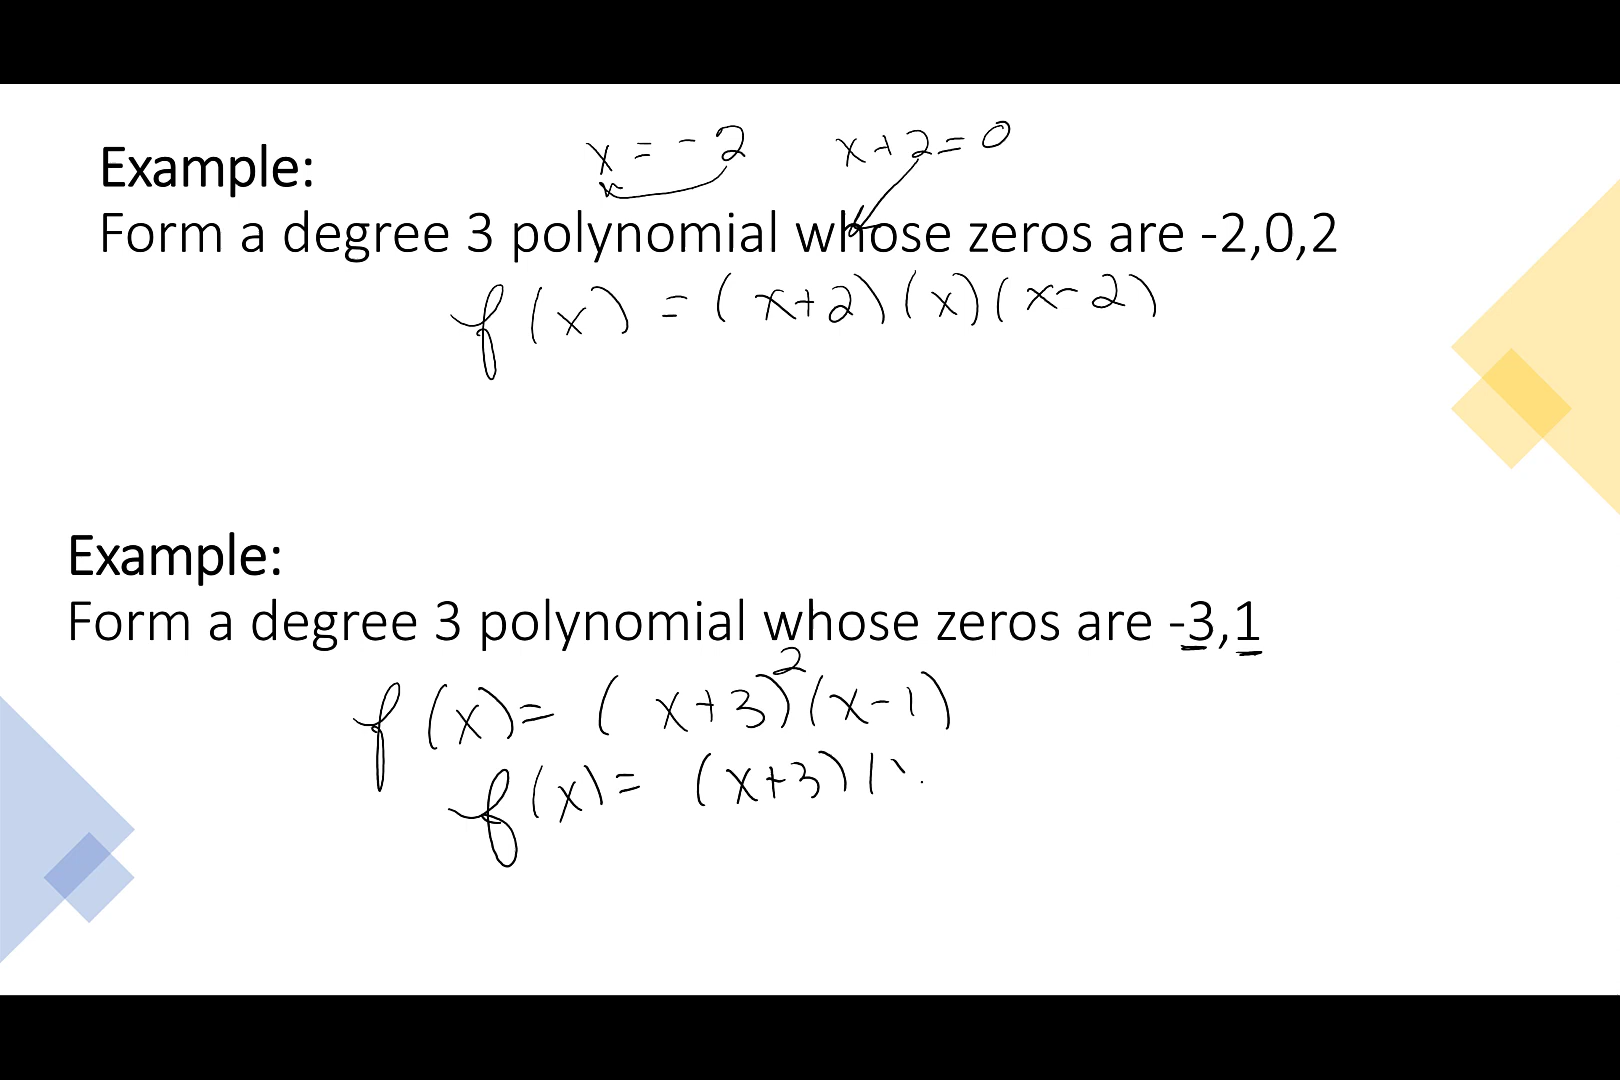 x = -2 x+2=0
Example:
Form a degree 3 polynomial whose zeros are -2,0,2
f(x) = (x+2)(x)(x-2)
Example:
Form a degree 3 polynomial whose zeros are -3,1
f(x)= (x+3)²(x-1)
f(x)= (x+3)(